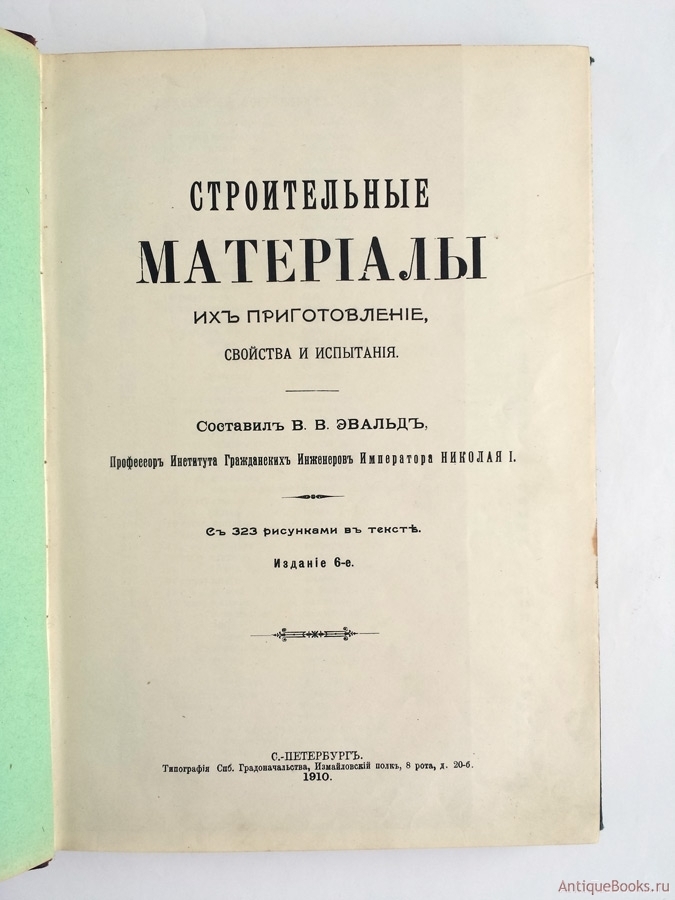 СТРОИТЕЛЬНЫЕ
МАТЕРІАЛЫ
ИХЪ ПРИГОТОВЛЕНІЕ,
СВОЙСТВА И ИСПЫТАНІЯ.
Составилъ В. В. ЭВАЛЬДЪ,
Профессоръ Института Гражданскихъ Инженеровъ Императора НИКОЛАЯ I.
Съ 323 рисунками въ текстѣ.
Изданіе 6-е.
С.-ПЕТЕРБУРГЪ.
Типографія Спб. Градоначальства, Измайловскій полкъ, 8 рота, д. 20-б.
1910.
AntiqueBooks.ru